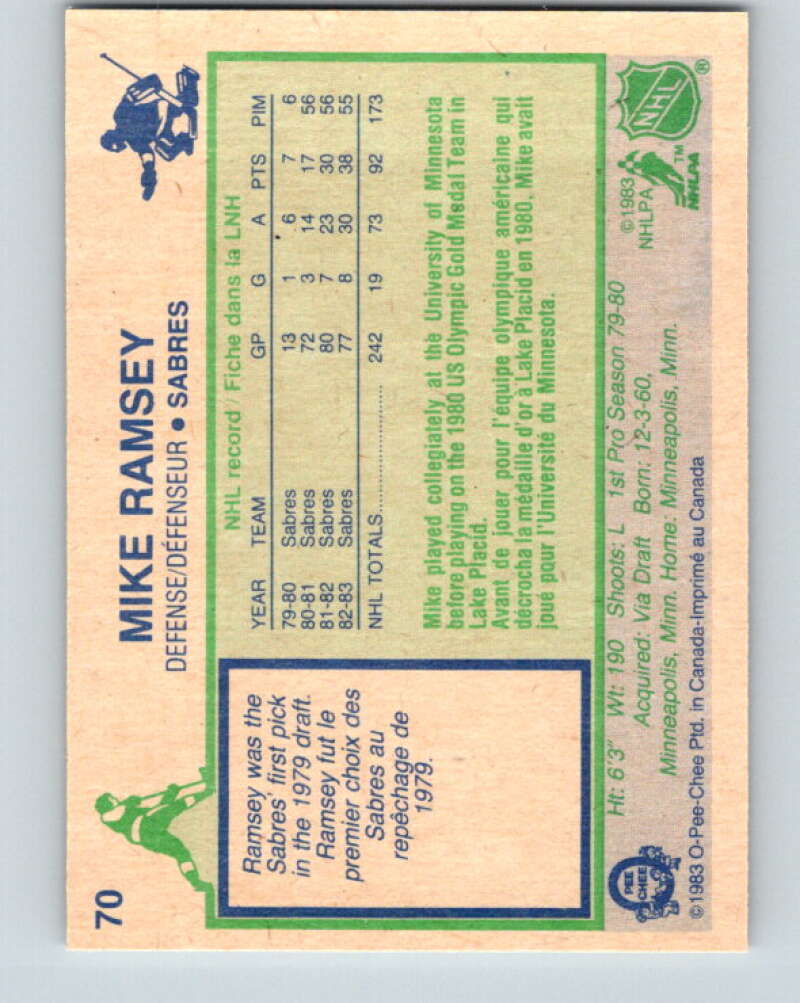 70
MIKE RAMSEY
DEFENSE/DÉFENSEUR • SABRES
Ramsey was the
Sabres' first pick
in the 1979 draft.
Ramsey fut le
premier choix des
Sabres au
repêchage de
1979.
NHL record / Fiche dans la LNH
YEAR TEAM GP G A PTS PIM
79-80 Sabres 13 1 6 7 6
80-81 Sabres 72 3 14 17 56
81-82 Sabres 80 7 23 30 56
82-83 Sabres 77 8 30 38 55
NHL TOTALS 242 19 73 92 173
Mike played collegiately at the University of Minnesota
before playing on the 1980 US Olympic Gold Medal Team in
Lake Placid.
Avant de jouer pour l'équipe olympique américaine qui
décrocha la médaille d'or à Lake Placid en 1980, Mike avait
joué pour l'Université du Minnesota.
Ht: 6'3" Wt: 190 Shoots: L 1st Pro Season 79-80
Acquired: Via Draft Born: 12-3-60,
Minneapolis, Minn. Home: Minneapolis, Minn.
©1983
NHLPA
NHL ®
NHLPA ™
PEE CHEE
©1983 O-Pee-Chee Ptd. in Canada-Imprimé au Canada